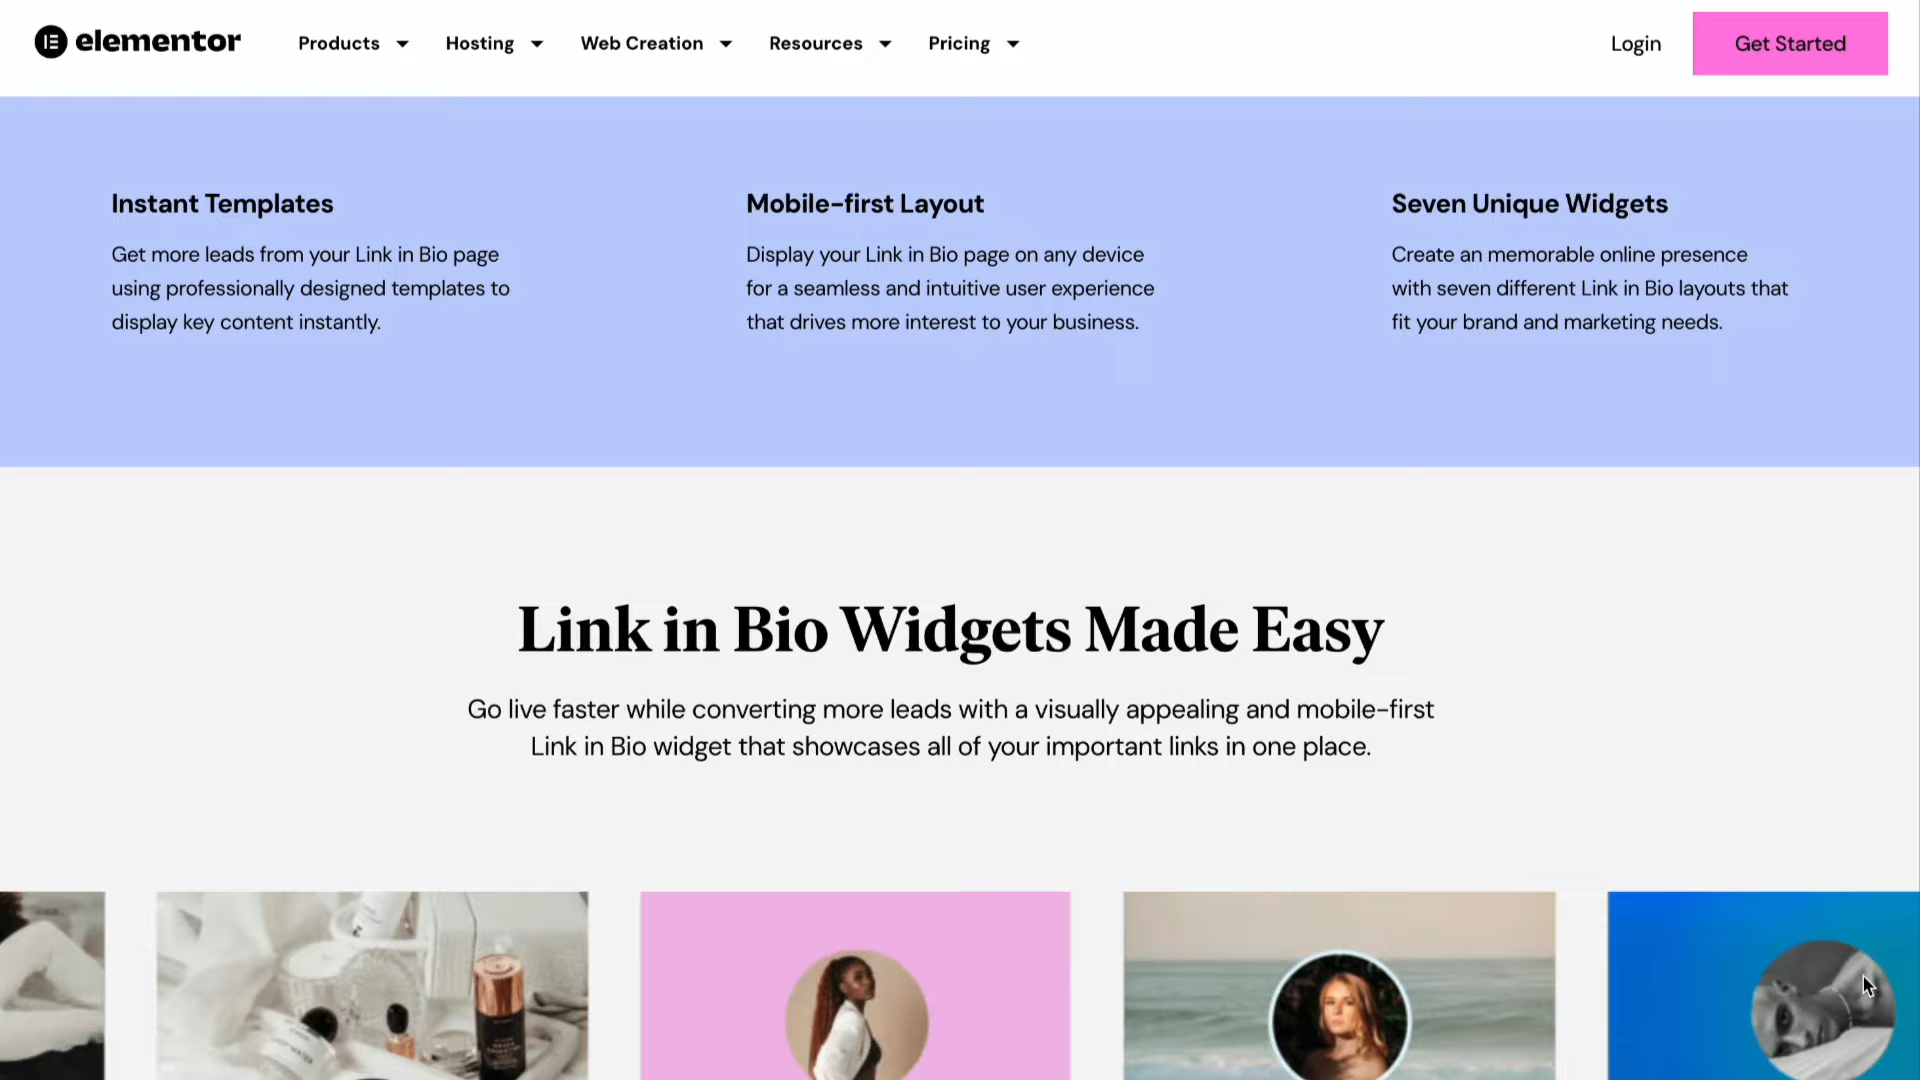 elementor
Products
Hosting
Web Creation
Resources
Pricing
Login
Get Started
Instant Templates
Get more leads from your Link in Bio page
using professionally designed templates to
display key content instantly.
Mobile-first Layout
Display your Link in Bio page on any device
for a seamless and intuitive user experience
that drives more interest to your business.
Seven Unique Widgets
Create an memorable online presence
with seven different Link in Bio layouts that
fit your brand and marketing needs.
Link in Bio Widgets Made Easy
Go live faster while converting more leads with a visually appealing and mobile-first
Link in Bio widget that showcases all of your important links in one place.